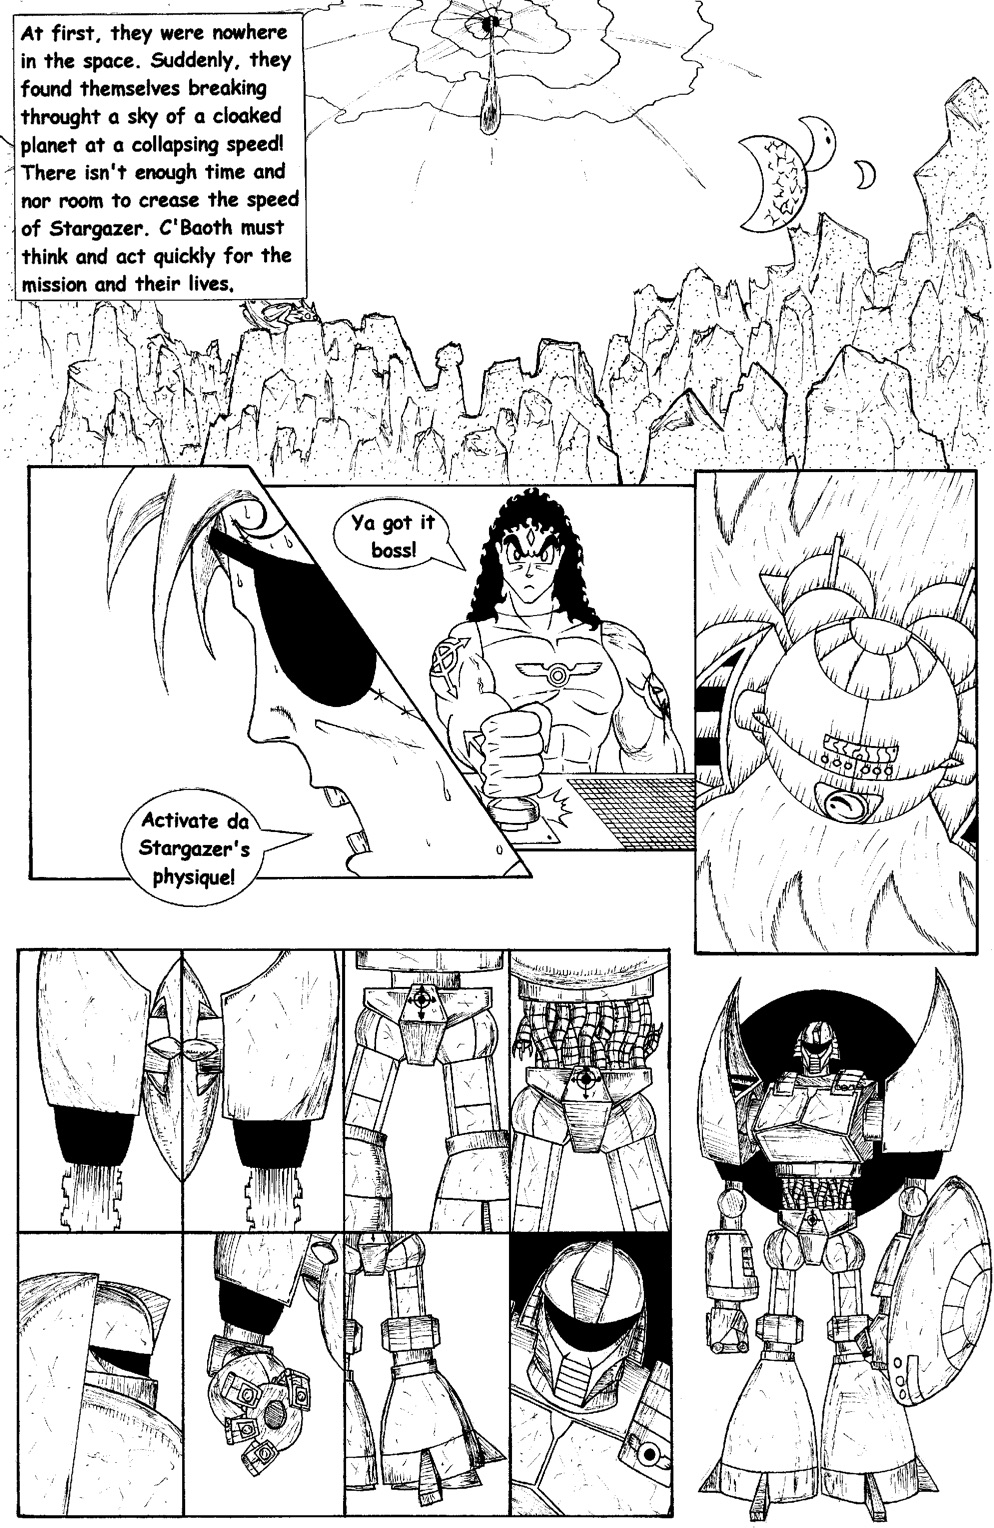 At first, they were nowhere
in the space. Suddenly, they
found themselves breaking
throught a sky of a cloaked
planet at a collapsing speed!
There isn't enough time and
nor room to crease the speed
of Stargazer. C'Baoth must
think and act quickly for the
mission and their lives.
Activate da
Stargazer's
physique!
Ya got it
boss!